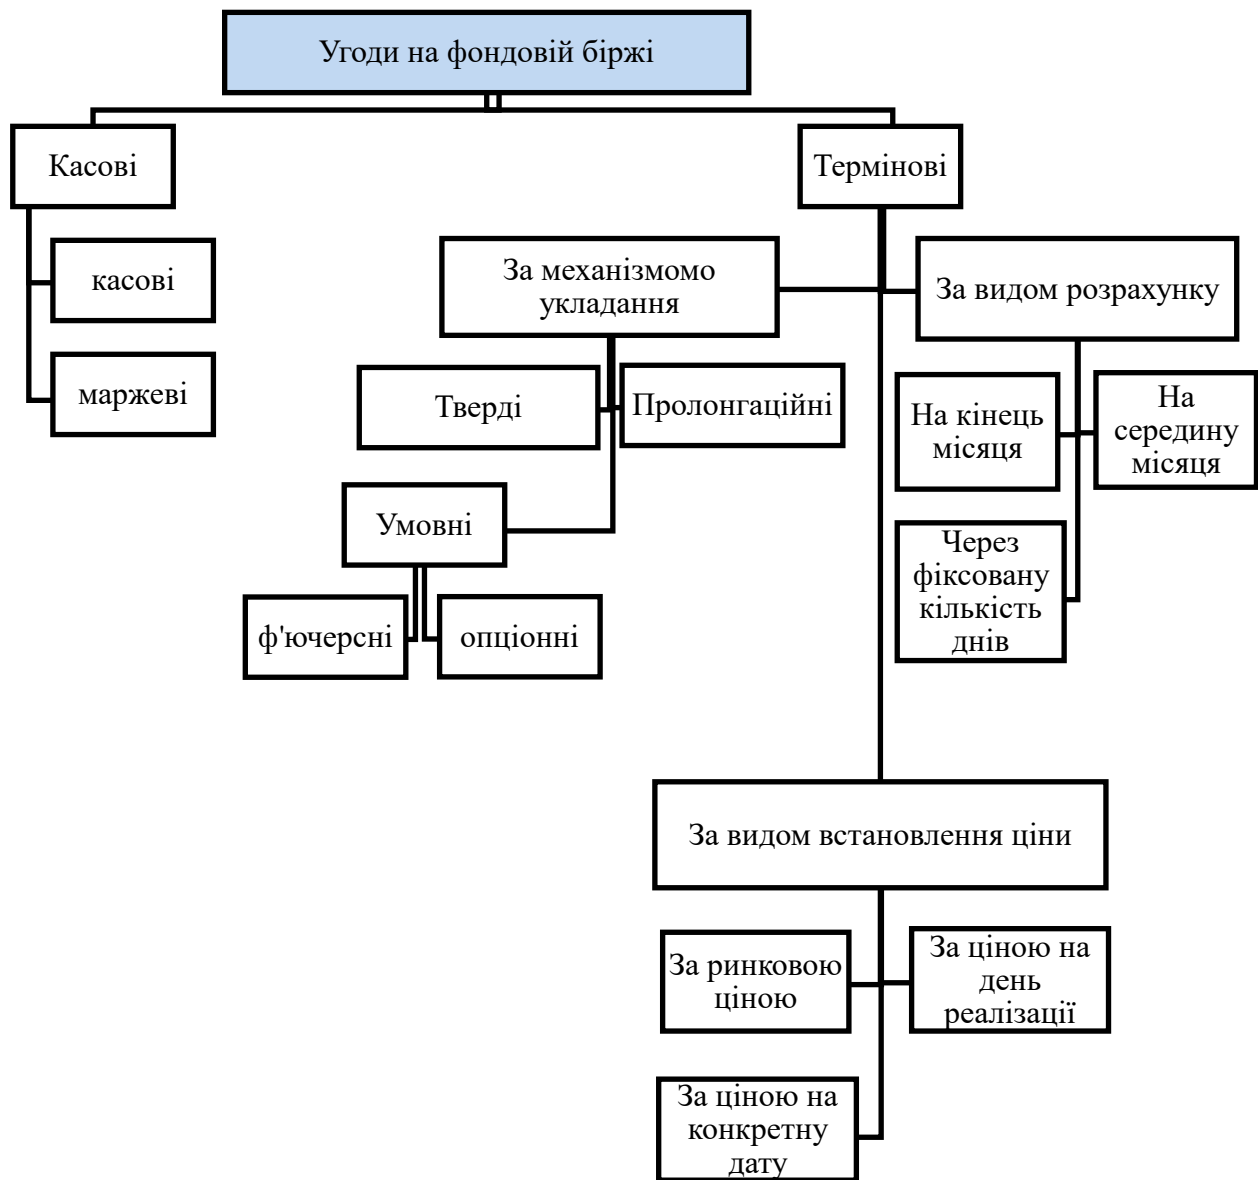 Угоди на фондовій біржі
Касові
Термінові
касові
маржеві
За механізмомо
укладання
За видом розрахунку
Тверді
Пролонгаційні
На кінець
місяця
На
середину
місяця
Умовні
Через
фіксовану
кількість
днів
ф'ючерсні
опціонні
За видом встановлення ціни
За ринковою
ціною
За ціною на
день
реалізації
За ціною на
конкретну
дату